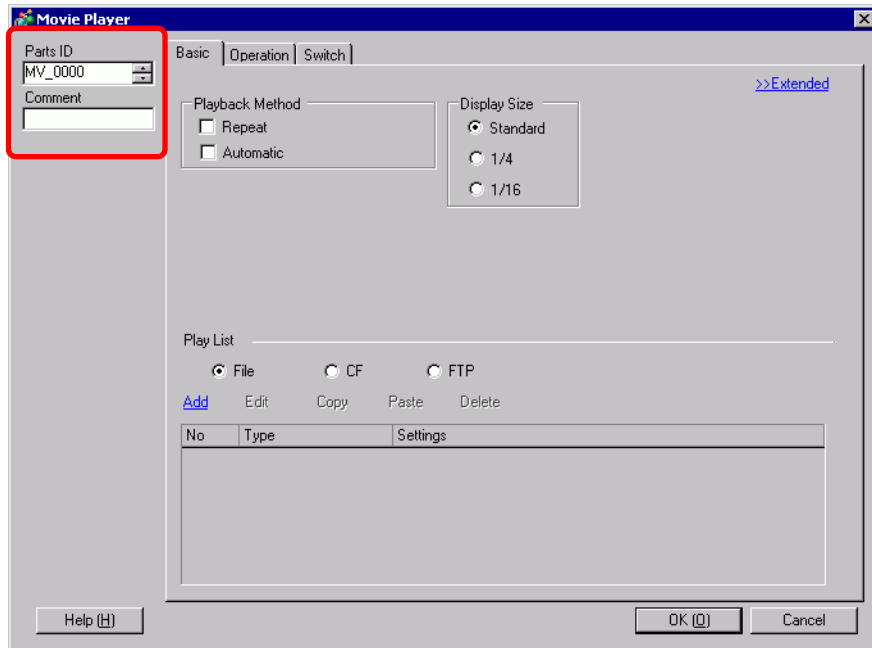 Movie Player
Parts ID
MV_0000
Comment
Basic Operation Switch
>>Extended
Playback Method
Repeat
Automatic
Display Size
Standard
1/4
1/16
Play List
File CF FTP
Add Edit Copy Paste Delete
No Type Settings
Help (H) OK (O) Cancel